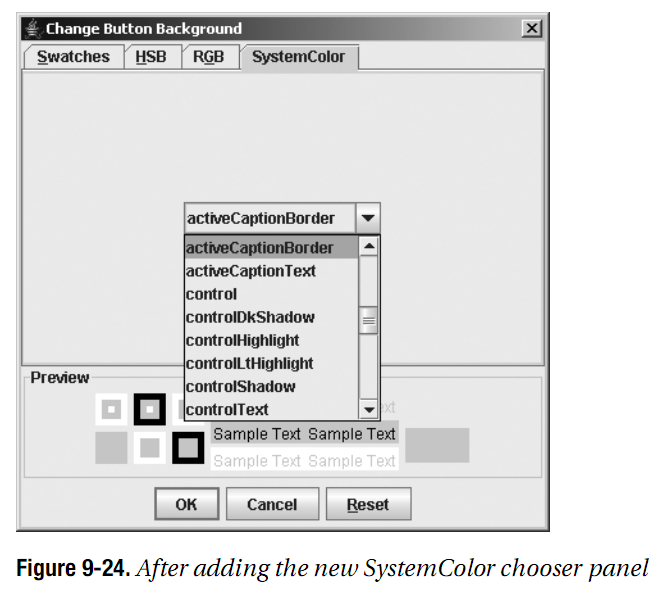 Change Button Background
Swatches HSB RGB SystemColor
activeCaptionBorder
activeCaptionBorder
activeCaptionText
control
controlDkShadow
controlHighlight
controlLtHighlight
controlShadow
controlText
Preview
Sample Text Sample Text
Sample Text Sample Text
OK Cancel Reset
Figure 9-24. After adding the new SystemColor chooser panel